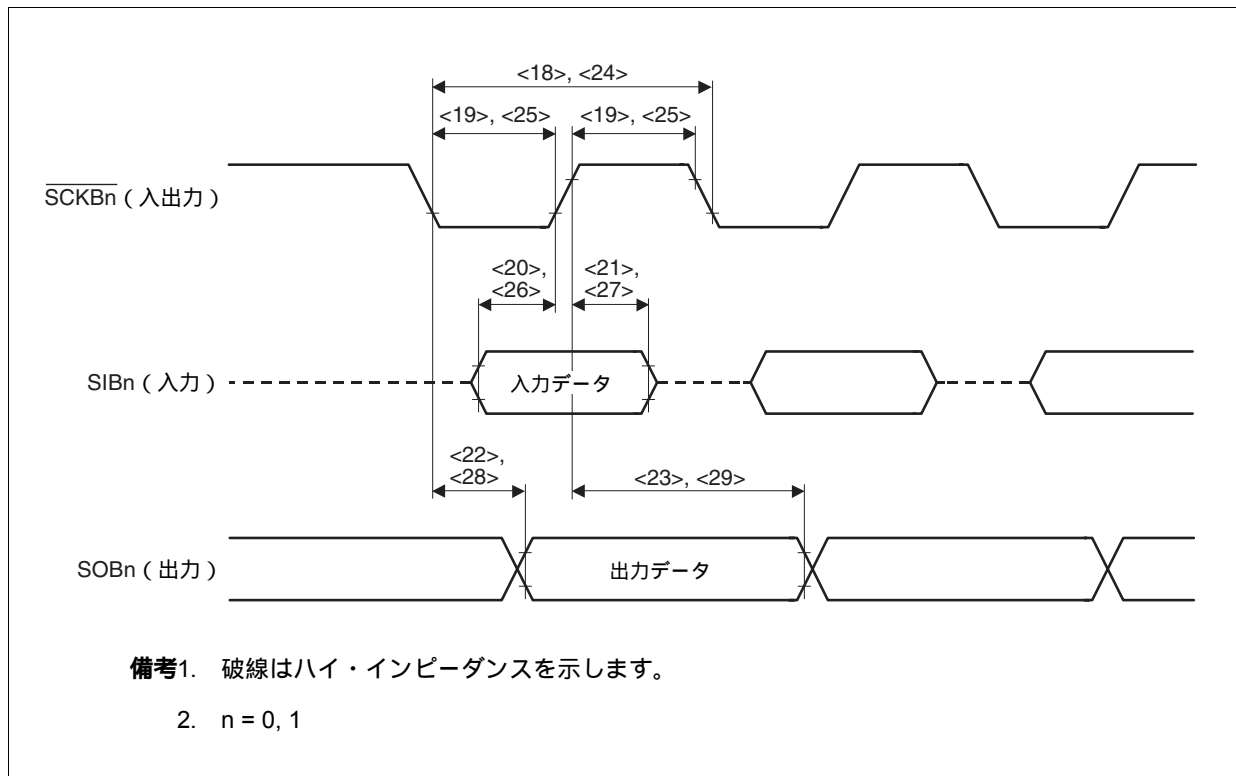 <18>, <24>
<19>, <25> <19>, <25>
SCKBn（入出力）
<20>, <21>,
<26> <27>
SIBn（入力） 入力データ
<22>,
<28> <23>, <29>
SOBn（出力） 出力データ
備考1. 破線はハイ・インピーダンスを示します。
2. n = 0, 1